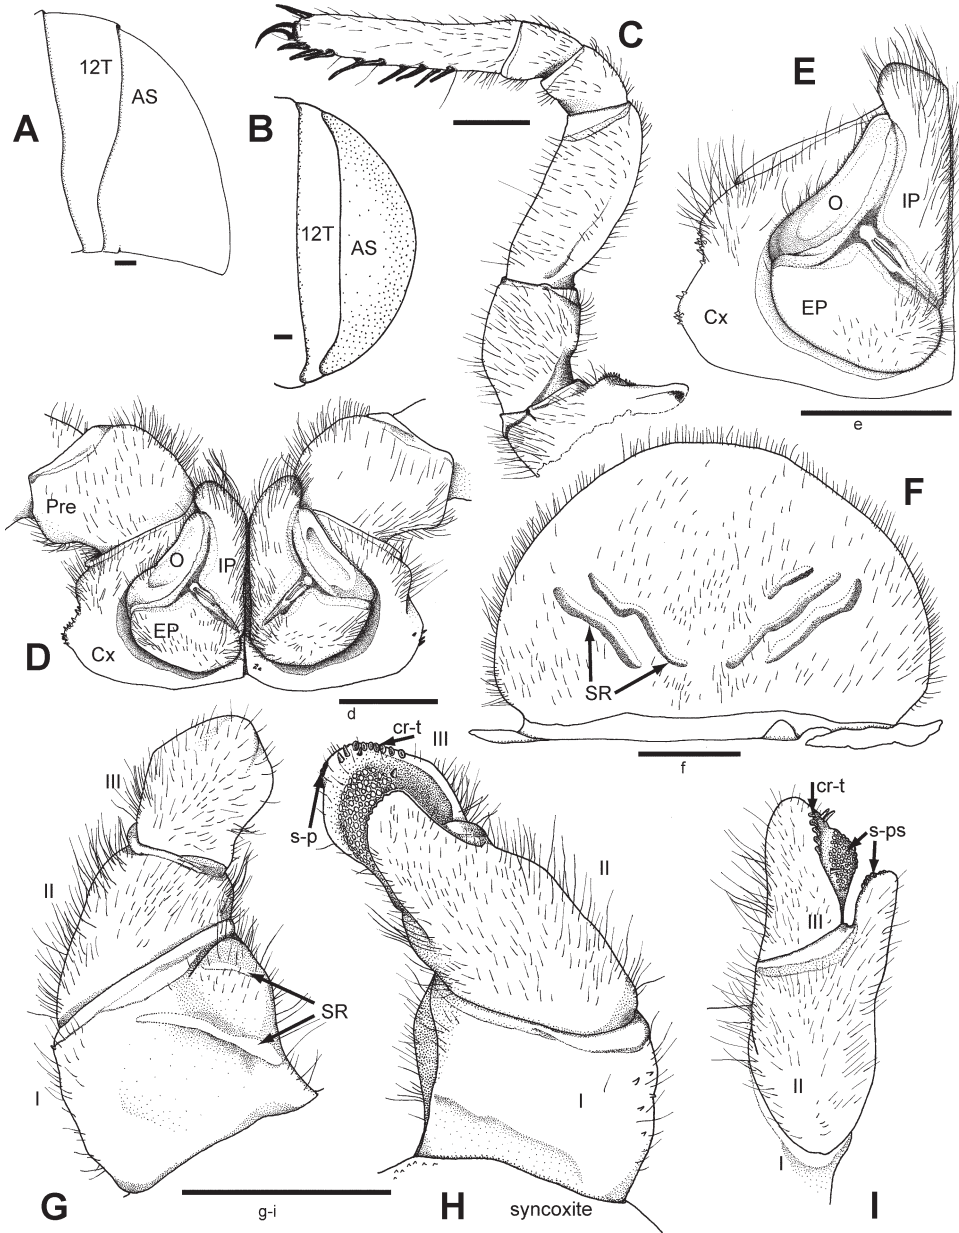 12T
AS
A
B
12T
AS
C
E
O
IP
Cx
EP
e
Pre
O
IP
EP
Cx
D
d
F
SR
f
III
II
SR
I
G
g-i
cr-t
III
s-p
II
I
H
syncoxite
cr-t
s-ps
III
II
I
I